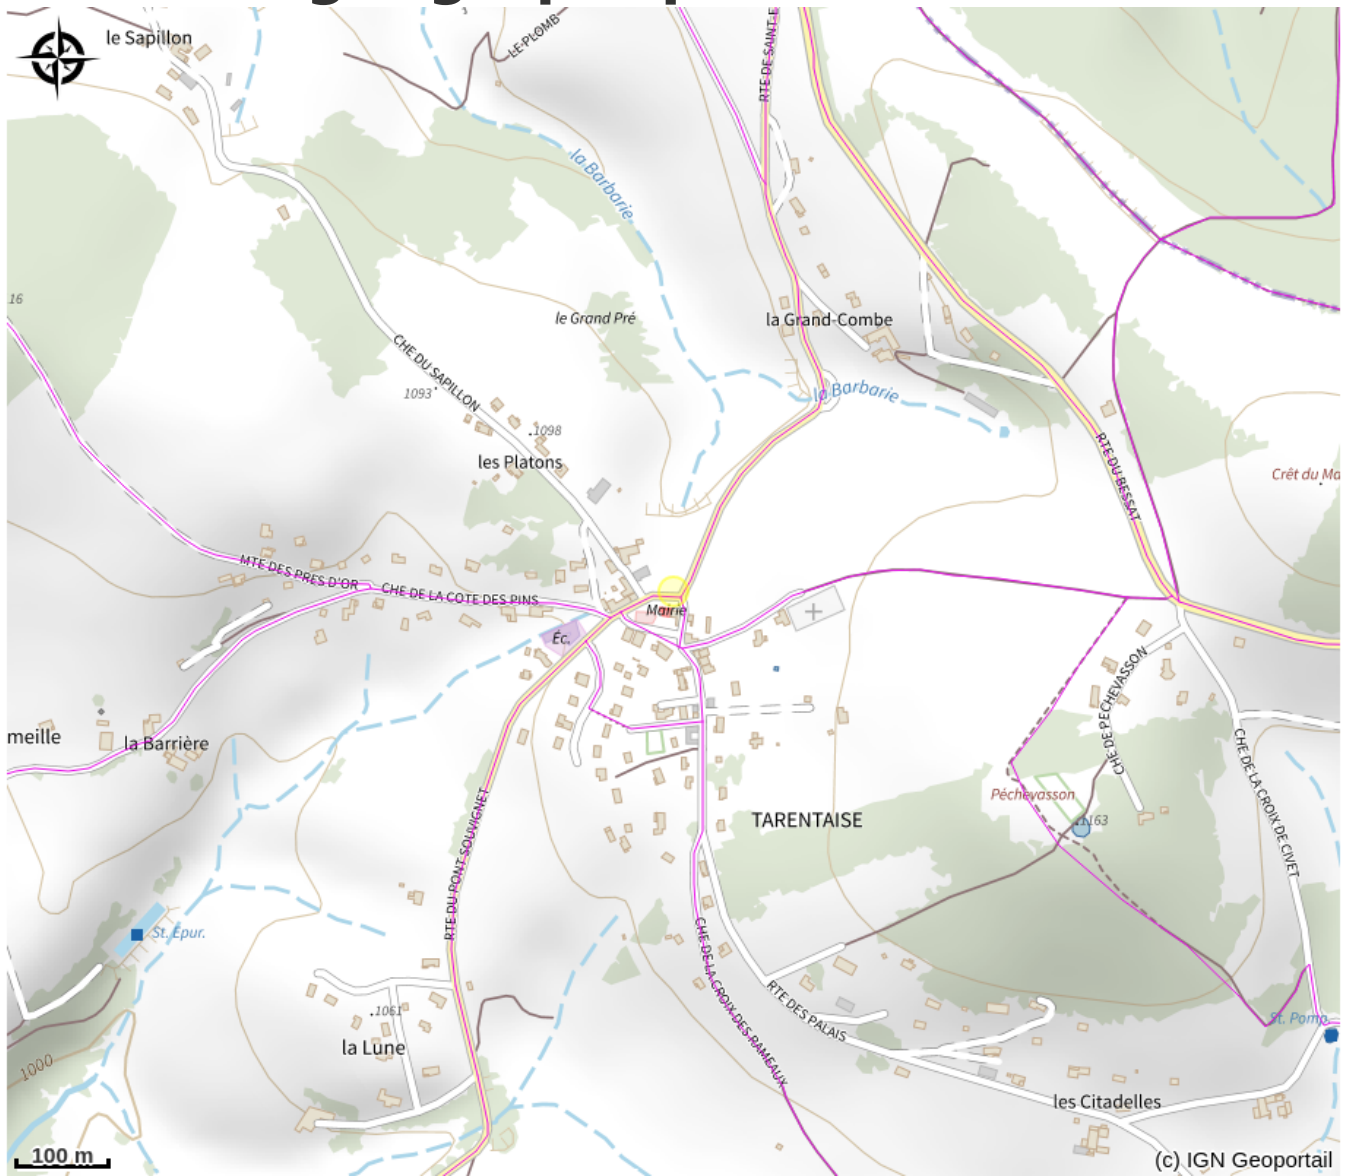 le Sapillon
LE-PLOMB
RTE DE SAINT-E
la Barbarie
16
le Grand Pré
la Grand-Combe
CHE DU SAPILLON
1093
la Barbarie
1098
les Platons
RTE DU BESSAT
Crêt du Ma
MTE DES PRES D'OR
CHE DE LA COTE DES PINS
Mairie
Éc.
CHE DE PECHEVASSON
meille
la Barrière
CHE DE LA CROIX DE CIVET
Péchevasson
1163
TARENTAISE
RTE DU PONT SOUVIGNET
St. Épur.
CHE DE LA CROIX DES RAMEAUX
RTE DES PALAIS
1061
St. Pomp.
la Lune
1000
les Citadelles
100 m
(c) IGN Geoportail